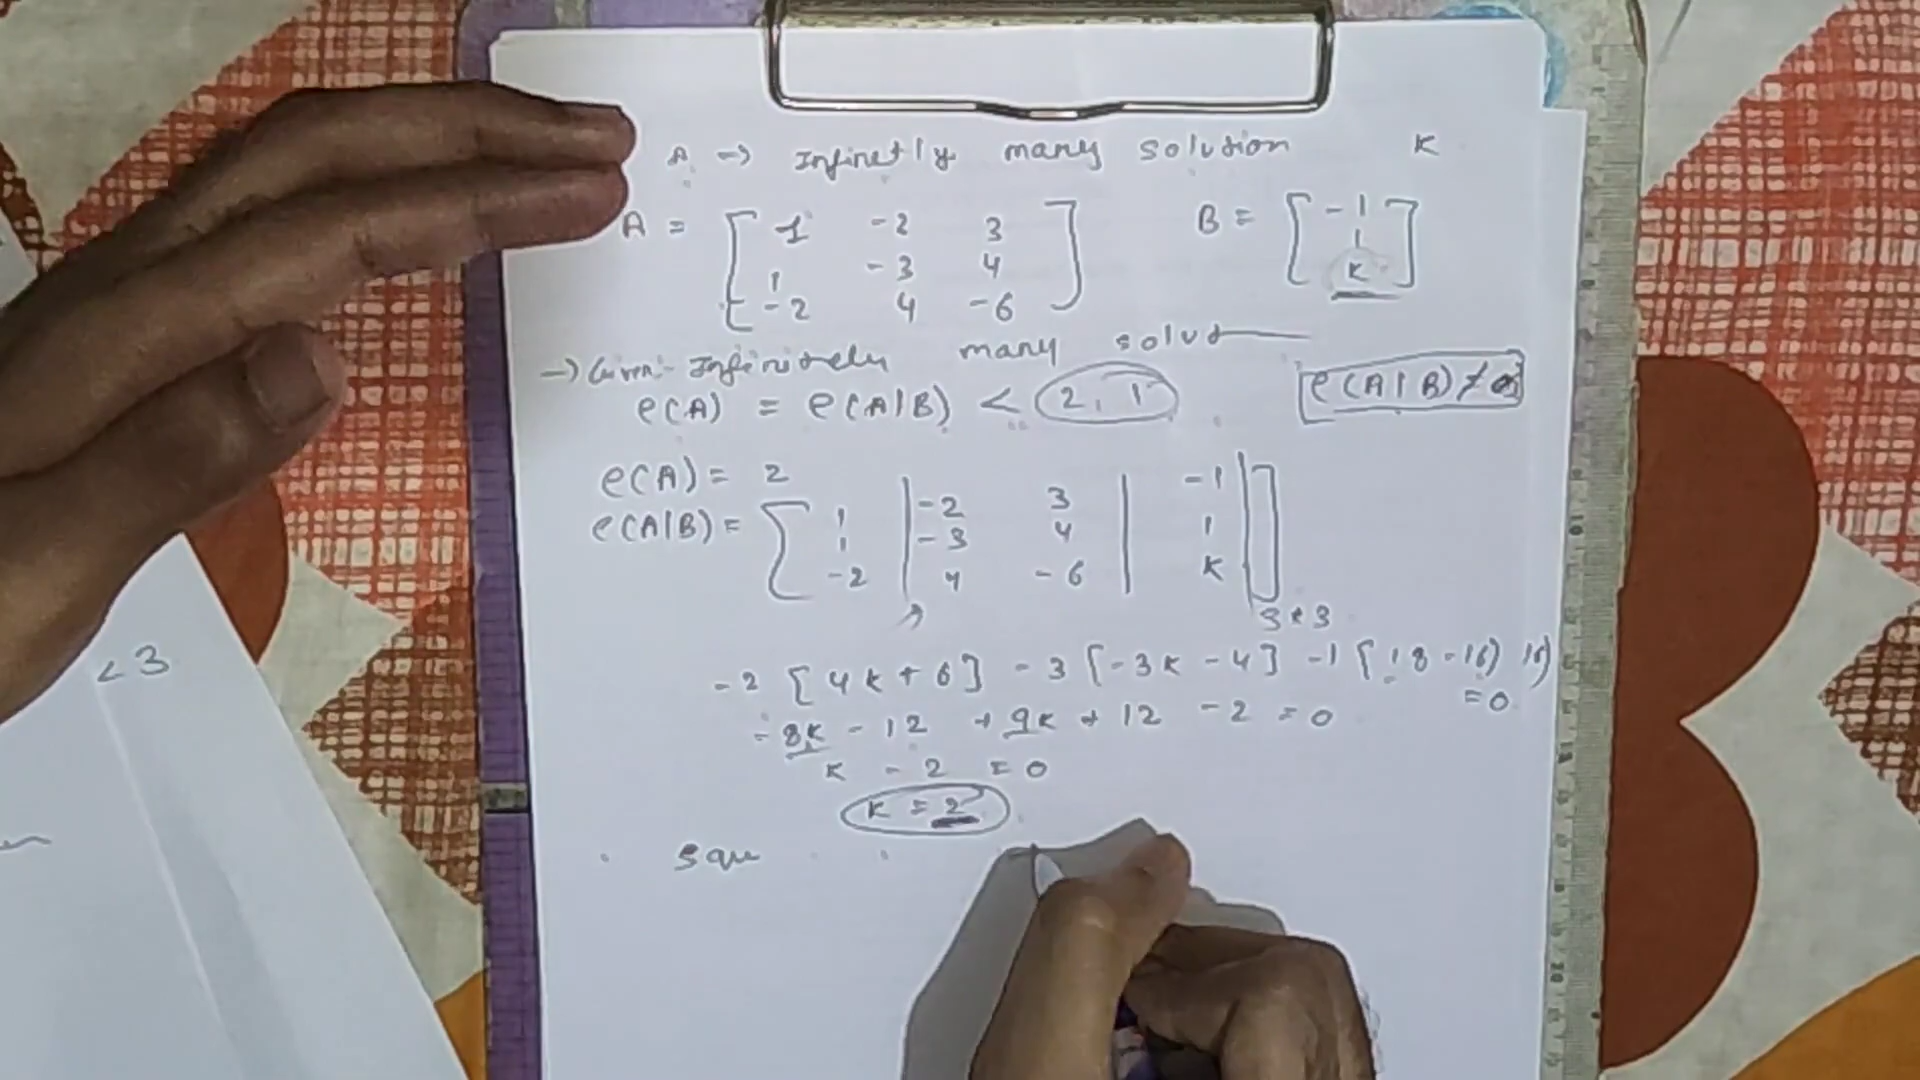 A → Infinetly many solution K
A = [ 1 -2 3 B = [ -1
1 -3 4 1
-2 4 -6 ] K ]
→ Given:- Infinitely many solut
e(A) = e(A|B) < 2, 1 e(A|B) ≠
e(A) = 2
e(A|B) = [ 1 | -2 3 | -1 |
1 | -3 4 | 1 |
-2 | 4 -6 | K | ] 3*3
-2 [4K+6] - 3 [-3K-4] -1 [18-16) 16) =0
- 8K - 12 + 9K + 12 - 2 = 0
K - 2 = 0
K = 2
squ
< 3